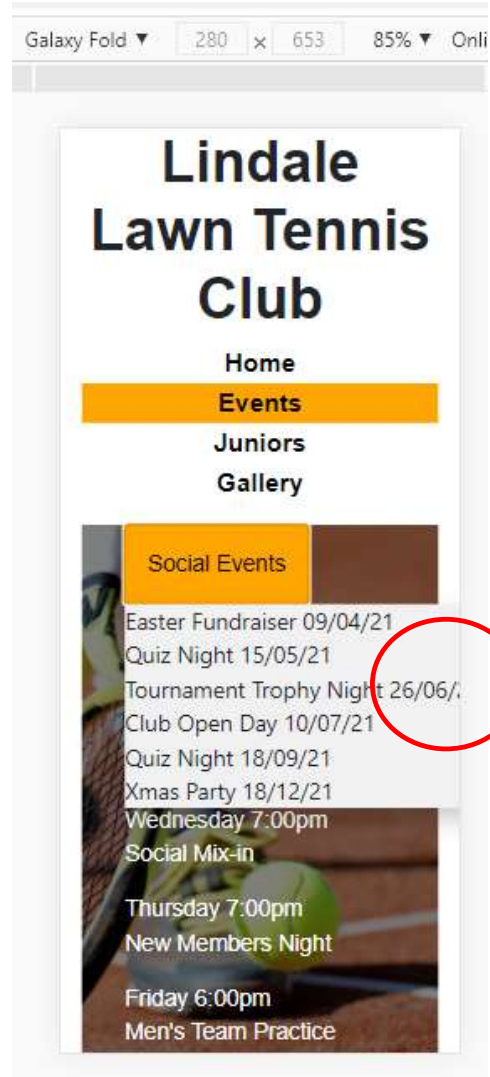 Galaxy Fold ▼ 280 × 653 85% ▼ Onli
Lindale
Lawn Tennis
Club
Home
Events
Juniors
Gallery
Social Events
Easter Fundraiser 09/04/21
Quiz Night 15/05/21
Tournament Trophy Night 26/06/
Club Open Day 10/07/21
Quiz Night 18/09/21
Xmas Party 18/12/21
Wednesday 7:00pm
Social Mix-in
Thursday 7:00pm
New Members Night
Friday 6:00pm
Men's Team Practice